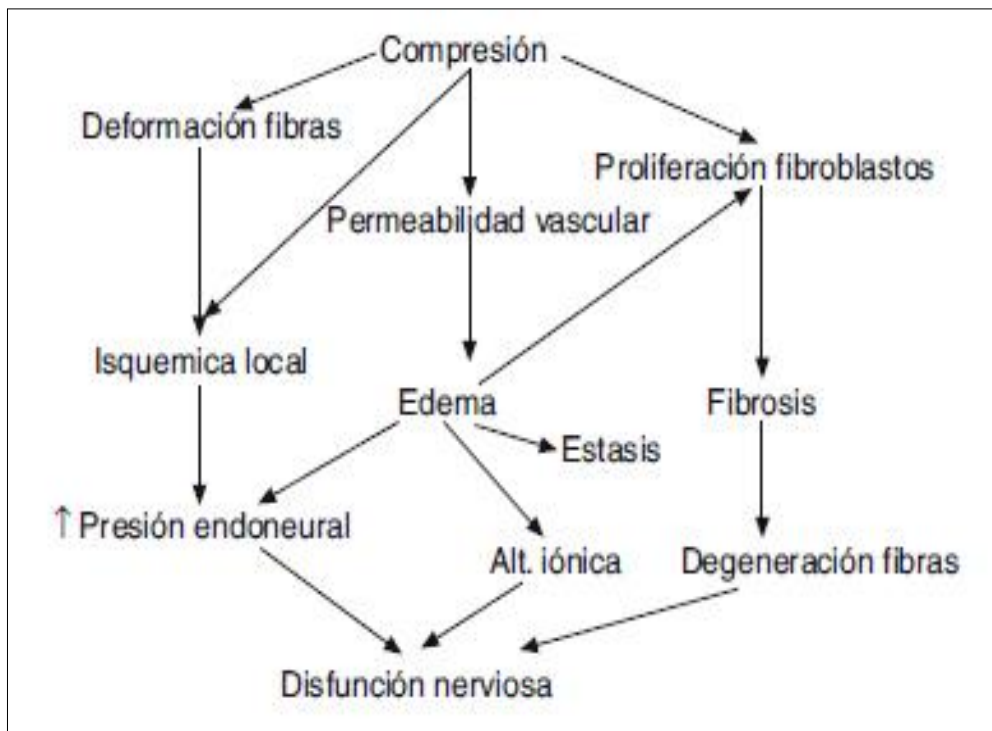 Compresión
Deformación fibras
Proliferación fibroblastos
Permeabilidad vascular
Isquemica local
Edema
Fibrosis
Estasis
↑ Presión endoneural
Alt. iónica
Degeneración fibras
Disfunción nerviosa